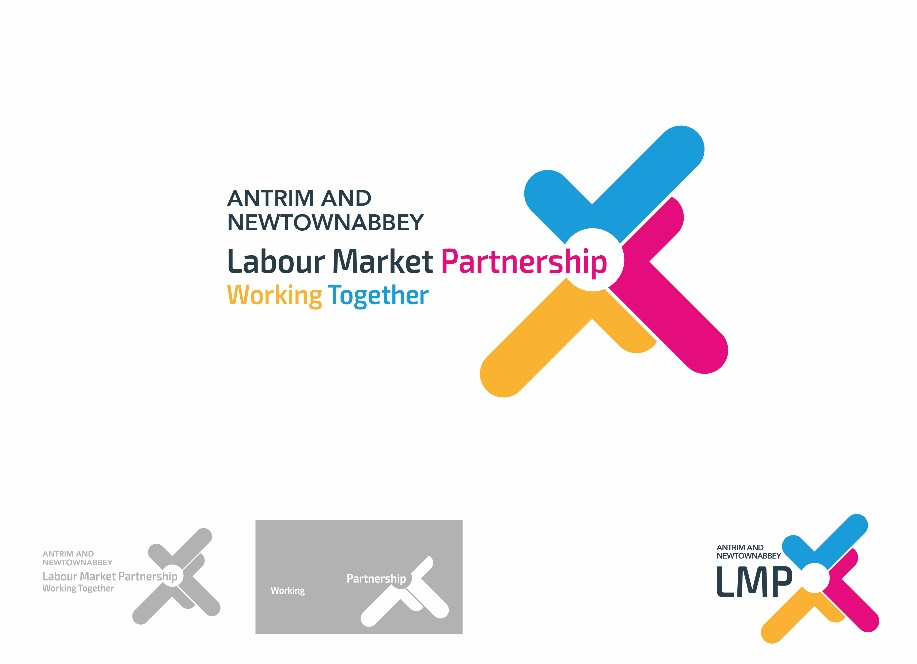 ANTRIM AND
NEWTOWNABBEY
Labour Market Partnership
Working Together
ANTRIM AND
NEWTOWNABBEY
Labour Market Partnership
Working Together
Partnership
Working
ANTRIM AND
NEWTOWNABBEY
LMP